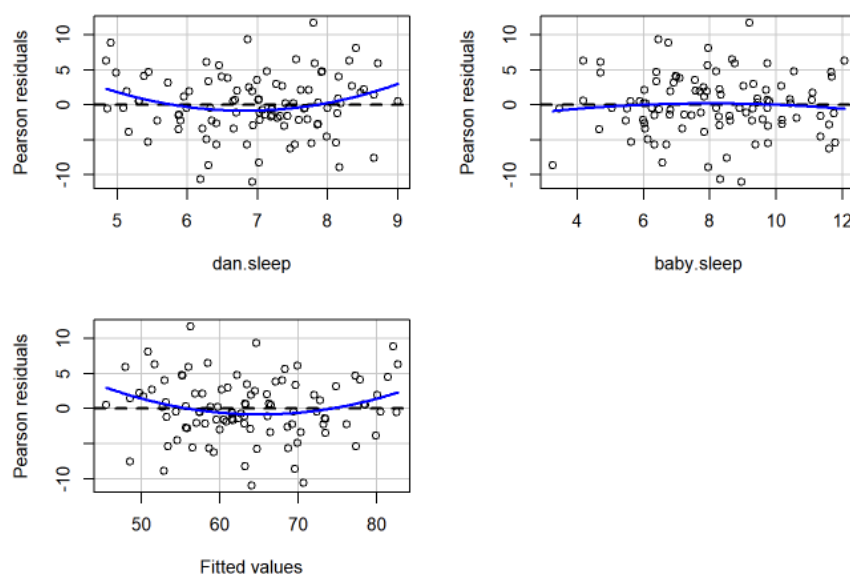 Pearson residuals
-10 0 5 10
5 6 7 8 9
dan.sleep
Pearson residuals
-10 0 5 10
4 6 8 10 12
baby.sleep
Pearson residuals
-10 0 5 10
50 60 70 80
Fitted values